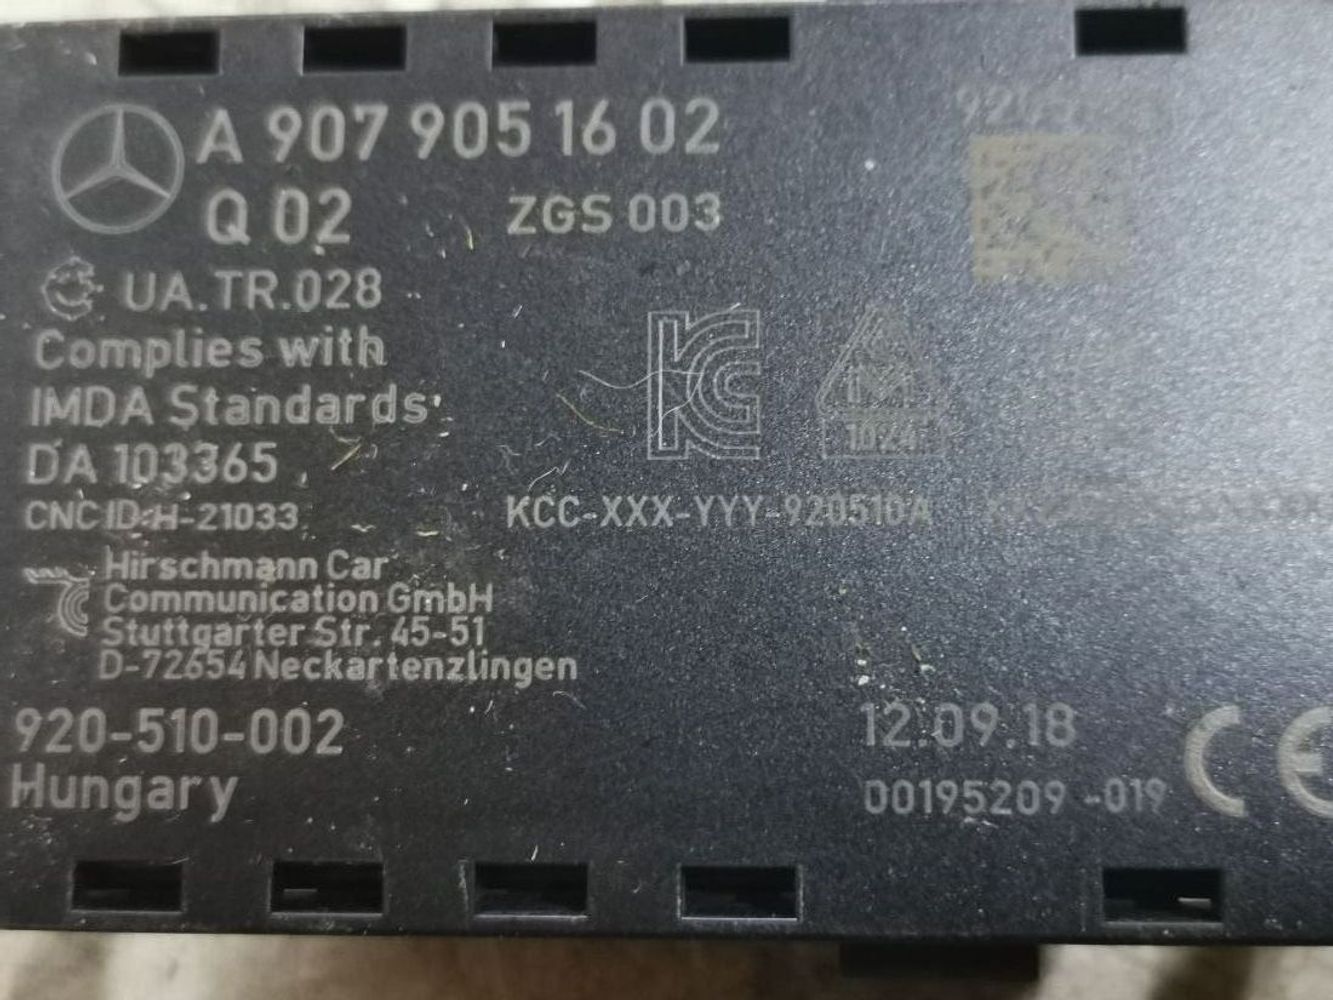 A 907 905 16 02
Q 02 ZGS 003
UA.TR.028
Complies with
IMDA Standards
DA 103365
CNC ID:H-21033
KCC-XXX-YYY-920510A
Hirschmann Car
Communication GmbH
Stuttgarter Str. 45-51
D-72654 Neckartenzlingen
920-510-002
Hungary
12.09.18
00195209 -019
CE